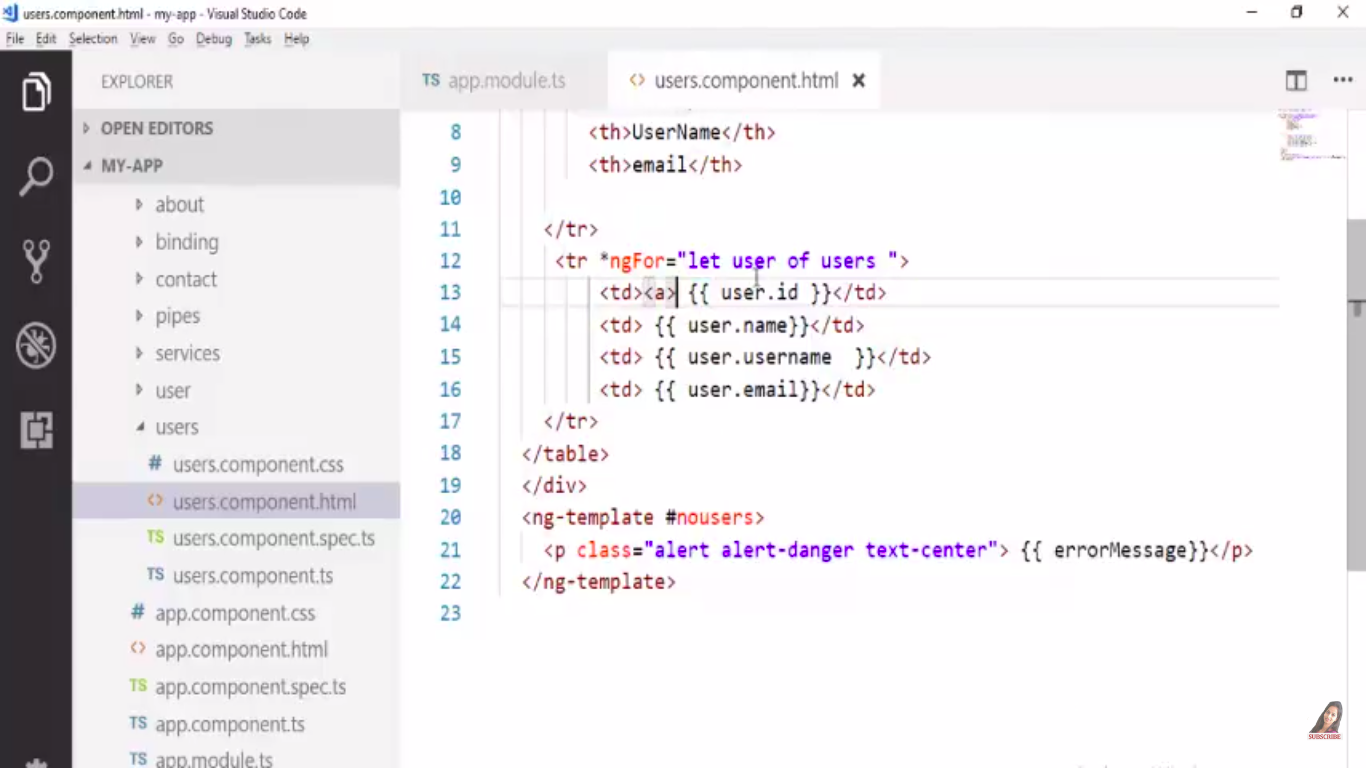 users.component.html - my-app - Visual Studio Code
File Edit Selection View Go Debug Tasks Help
EXPLORER
OPEN EDITORS
MY-APP
about
binding
contact
pipes
services
user
users
# users.component.css
<> users.component.html
TS users.component.spec.ts
TS users.component.ts
# app.component.css
<> app.component.html
TS app.component.spec.ts
TS app.component.ts
TS app.module.ts
TS app.module.ts
<> users.component.html
8 <th>UserName</th>
9 <th>email</th>
10
11 </tr>
12 <tr *ngFor="let user of users ">
13 <td><a> {{ user.id }}</td>
14 <td> {{ user.name}}</td>
15 <td> {{ user.username }}</td>
16 <td> {{ user.email}}</td>
17 </tr>
18 </table>
19 </div>
20 <ng-template #nousers>
21 <p class="alert alert-danger text-center"> {{ errorMessage}}</p>
22 </ng-template>
23
SUBSCRIBE